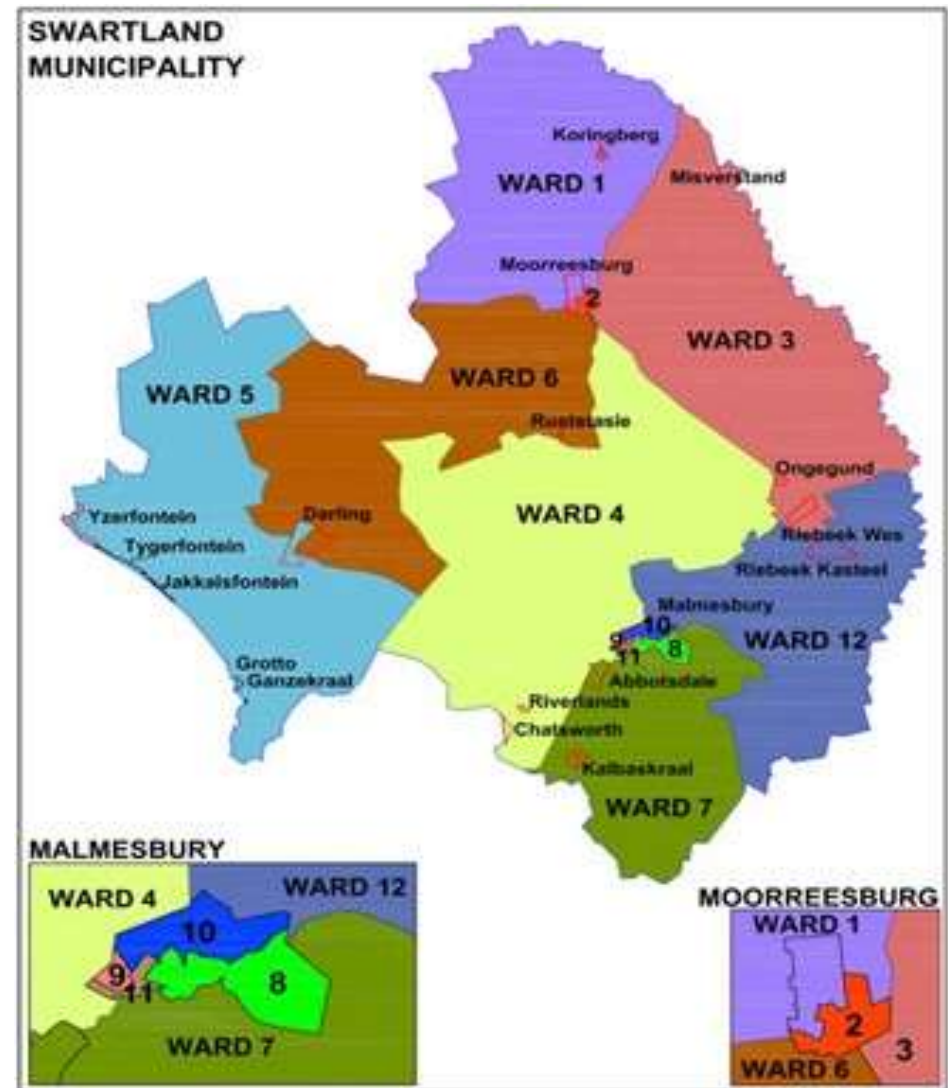 SWARTLAND
MUNICIPALITY
Koringberg
WARD 1
Misverstand
Moorreesburg
2
WARD 3
WARD 6
WARD 5
Ruststasie
Ongegund
Yzerfontein
Darling
WARD 4
Riebeek Wes
Tygerfontein
Riebeek Kasteel
Jakkalsfontein
Malmesbury
10
9
WARD 12
8
11
Grotto
Abbotsdale
Ganzekraal
Riverlands
Chatsworth
Kalbaskraal
WARD 7
MALMESBURY
WARD 4
WARD 12
10
9
11
8
WARD 7
MOORREESBURG
WARD 1
2
3
WARD 6